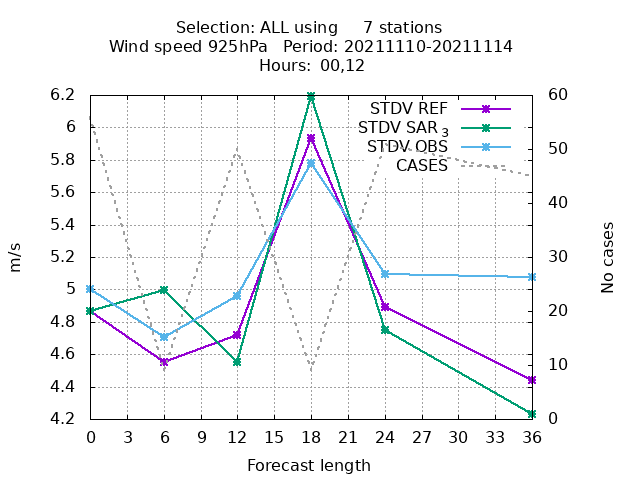 Selection: ALL using     7 stations
Wind speed 925hPa   Period: 20211110-20211114
Hours: 00,12
STDV REF
STDV SAR 3
STDV OBS
CASES
6.2
6
5.8
5.6
5.4
5.2
5
4.8
4.6
4.4
4.2
60
50
40
30
20
10
0
m/s
No cases
0 3 6 9 12 15 18 21 24 27 30 33 36
Forecast length